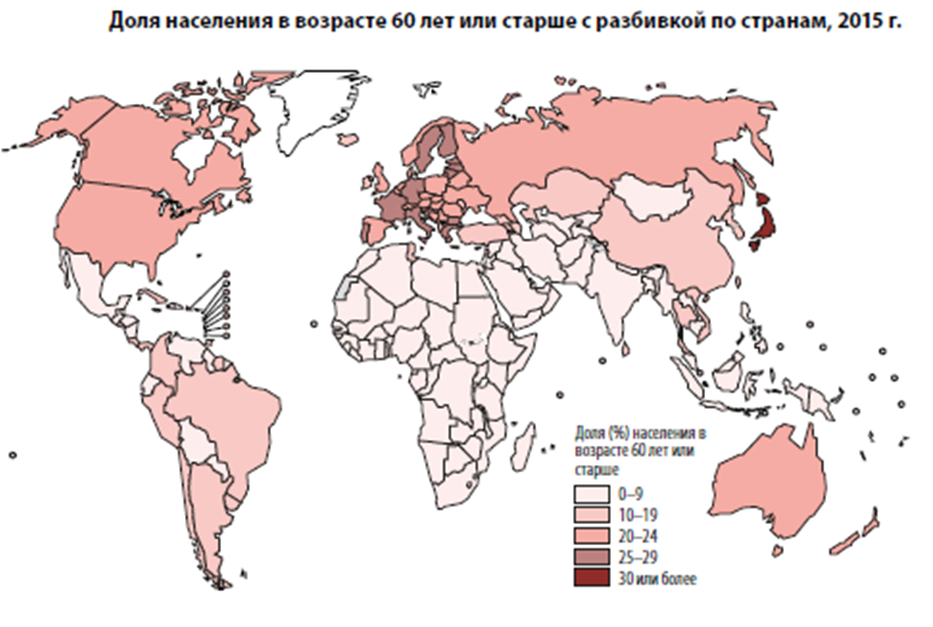 Доля населения в возрасте 60 лет или старше с разбивкой по странам, 2015 г.
Доля (%) населения в
возрасте 60 лет или
старше
0–9
10–19
20–24
25–29
30 или более